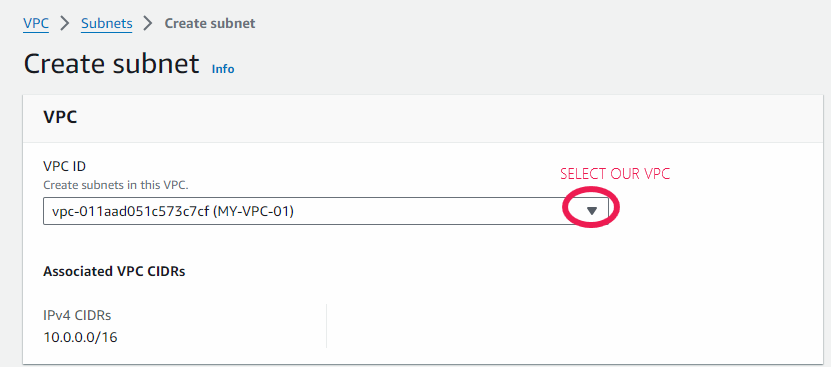 VPC > Subnets > Create subnet
Create subnet Info
VPC
VPC ID
SELECT OUR VPC
Create subnets in this VPC.
vpc-011aad051c573c7cf (MY-VPC-01)
Associated VPC CIDRs
IPv4 CIDRs
10.0.0.0/16